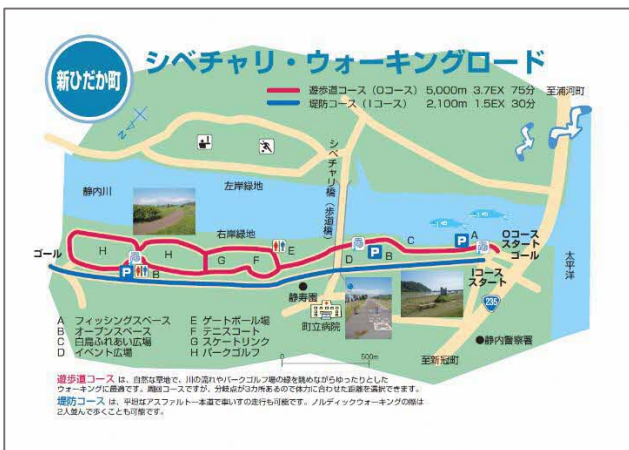 新ひだか町
シベチャリ・ウォーキングロード
遊歩道コース（Oコース） 5,000m 3.7EX 75分
堤防コース（Iコース） 2,100m 1.5EX 30分
至浦河町
シベチャリ橋（歩道橋）
静内川
左岸緑地
右岸緑地
ゴール
H
H
G
F
E
D
C
A
B
B
P
P
P
Oコース
スタート
ゴール
Iコース
スタート
太平洋
235
静寿園
町立病院
静内警察署
至新冠町
0
500m
A フィッシングスペース
B オープンスペース
C 白鳥ふれあい広場
D イベント広場
E ゲートボール場
F テニスコート
G スケートリンク
H パークゴルフ
遊歩道コース は、自然な草地で、川の流れやパークゴルフ場の緑を眺めながらゆったりとした
ウォーキングに最適です。周回コースですが、分岐点が3カ所あるので体力に合わせた距離を選択できます。
堤防コース は、平坦なアスファルト一本道で車いすの走行も可能です。ノルディックウォーキングの際は
2人並んで歩くことも可能です。